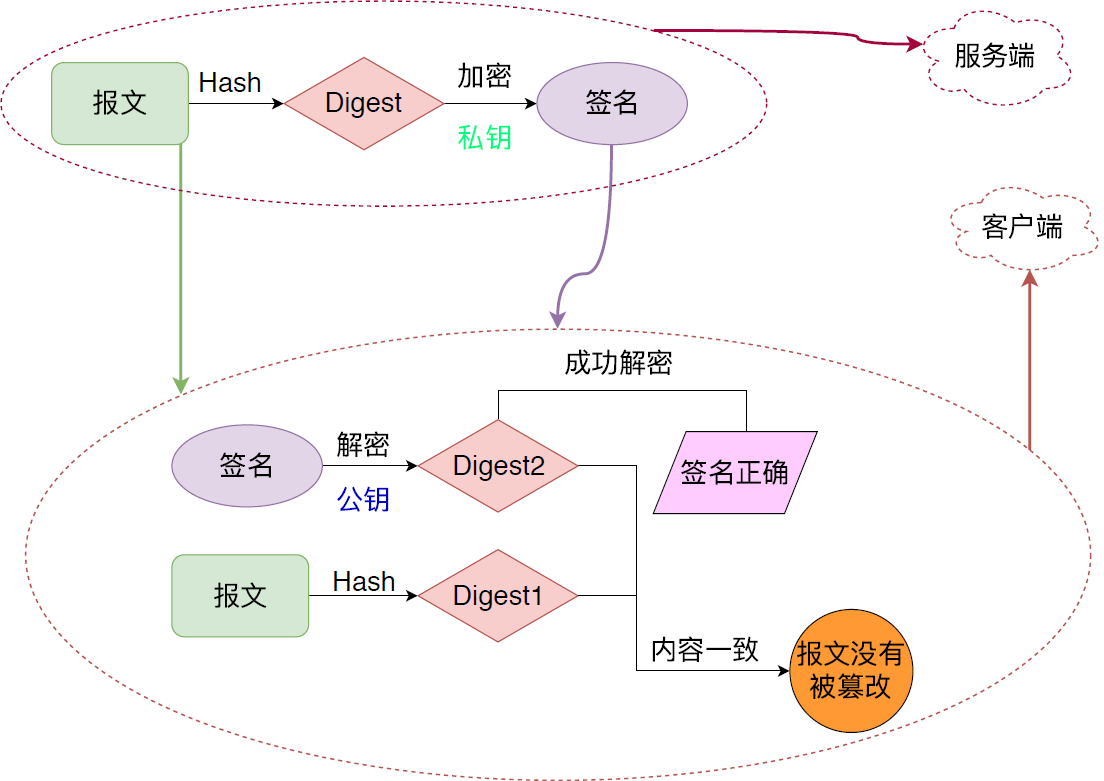 服务端
Hash
加密
报文
Digest
签名
私钥
客户端
成功解密
解密
签名
Digest2
签名正确
公钥
Hash
报文
Digest1
内容一致
报文没有
被篡改